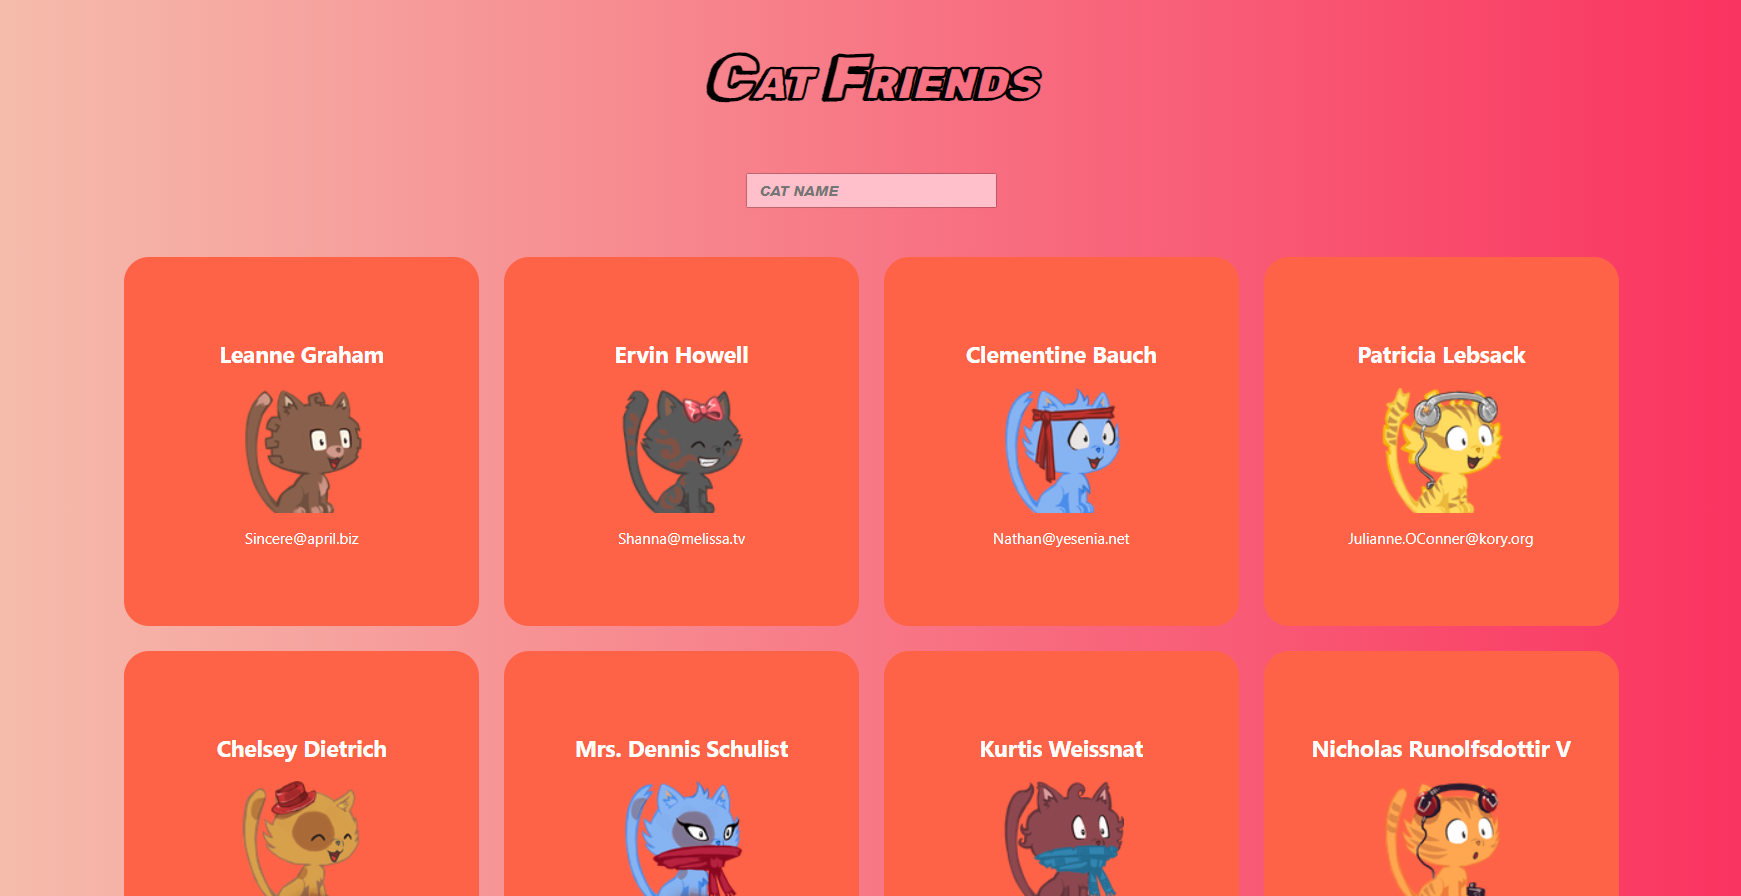 Cat Friends
CAT NAME
Leanne Graham
Sincere@april.biz
Ervin Howell
Shanna@melissa.tv
Clementine Bauch
Nathan@yesenia.net
Patricia Lebsack
Julianne.OConner@kory.org
Chelsey Dietrich
Mrs. Dennis Schulist
Kurtis Weissnat
Nicholas Runolfsdottir V